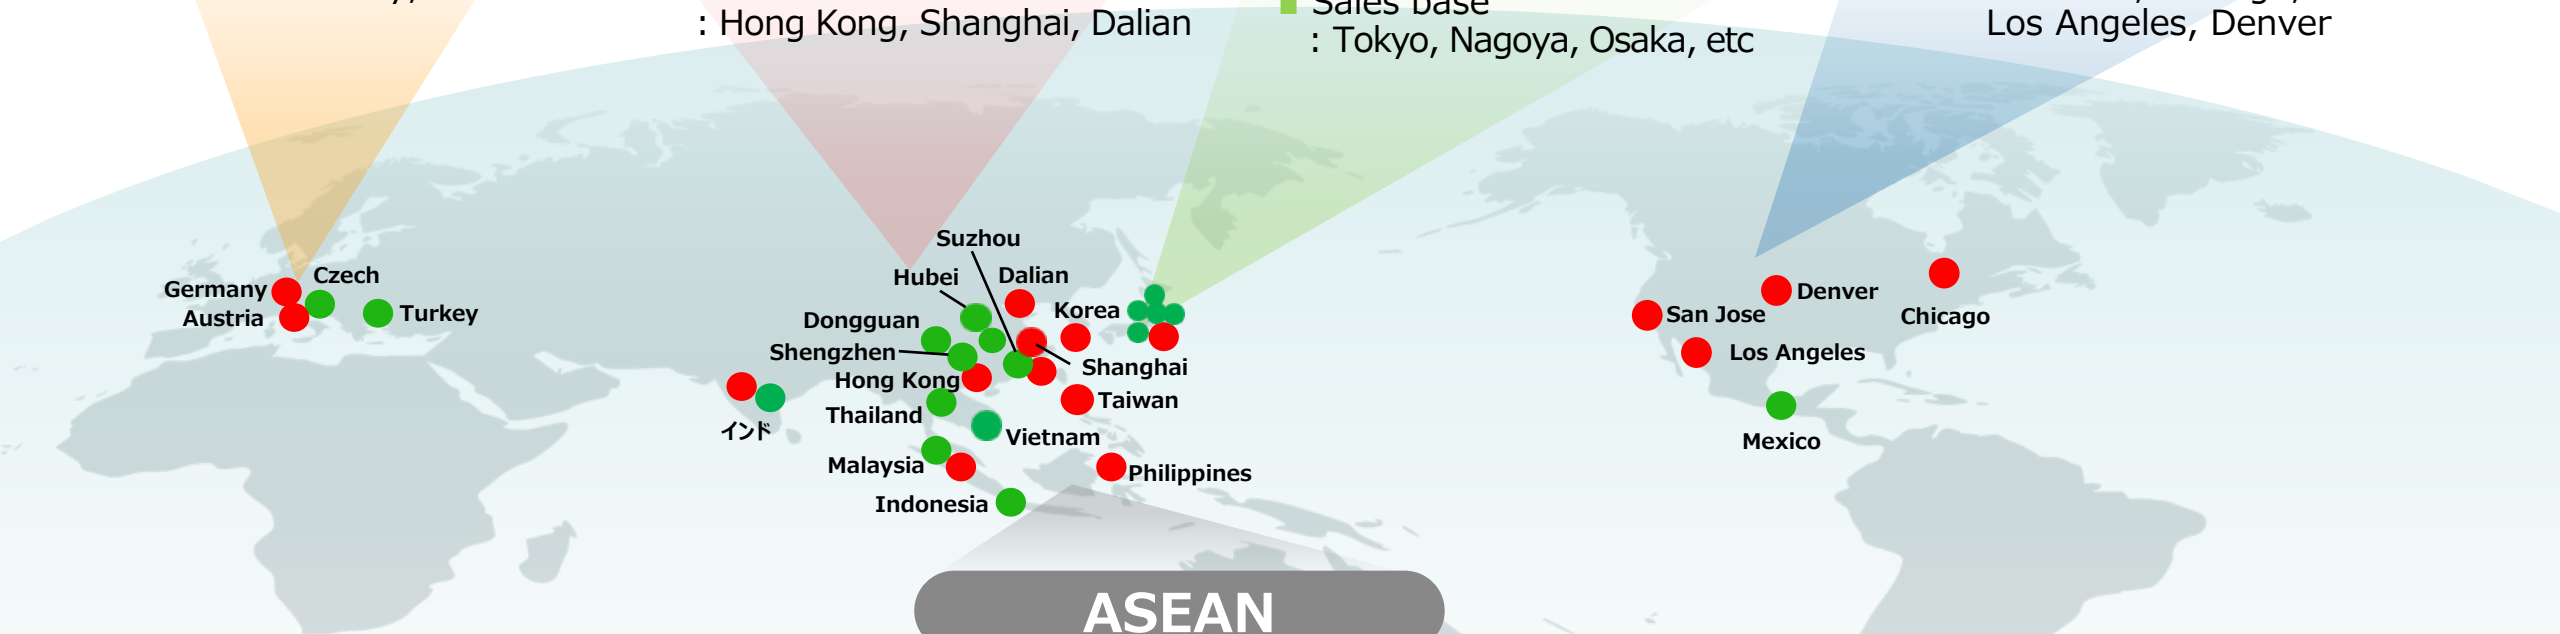 : Hong Kong, Shanghai, Dalian
Sales base
: Tokyo, Nagoya, Osaka, etc
Los Angeles, Denver
Suzhou
Hubei
Dalian
Czech
Germany
Austria
Turkey
Korea
Dongguan
Shengzhen
Shanghai
Hong Kong
Taiwan
Thailand
インド
Vietnam
Malaysia
Philippines
Indonesia
Denver
San Jose
Chicago
Los Angeles
Mexico
ASEAN